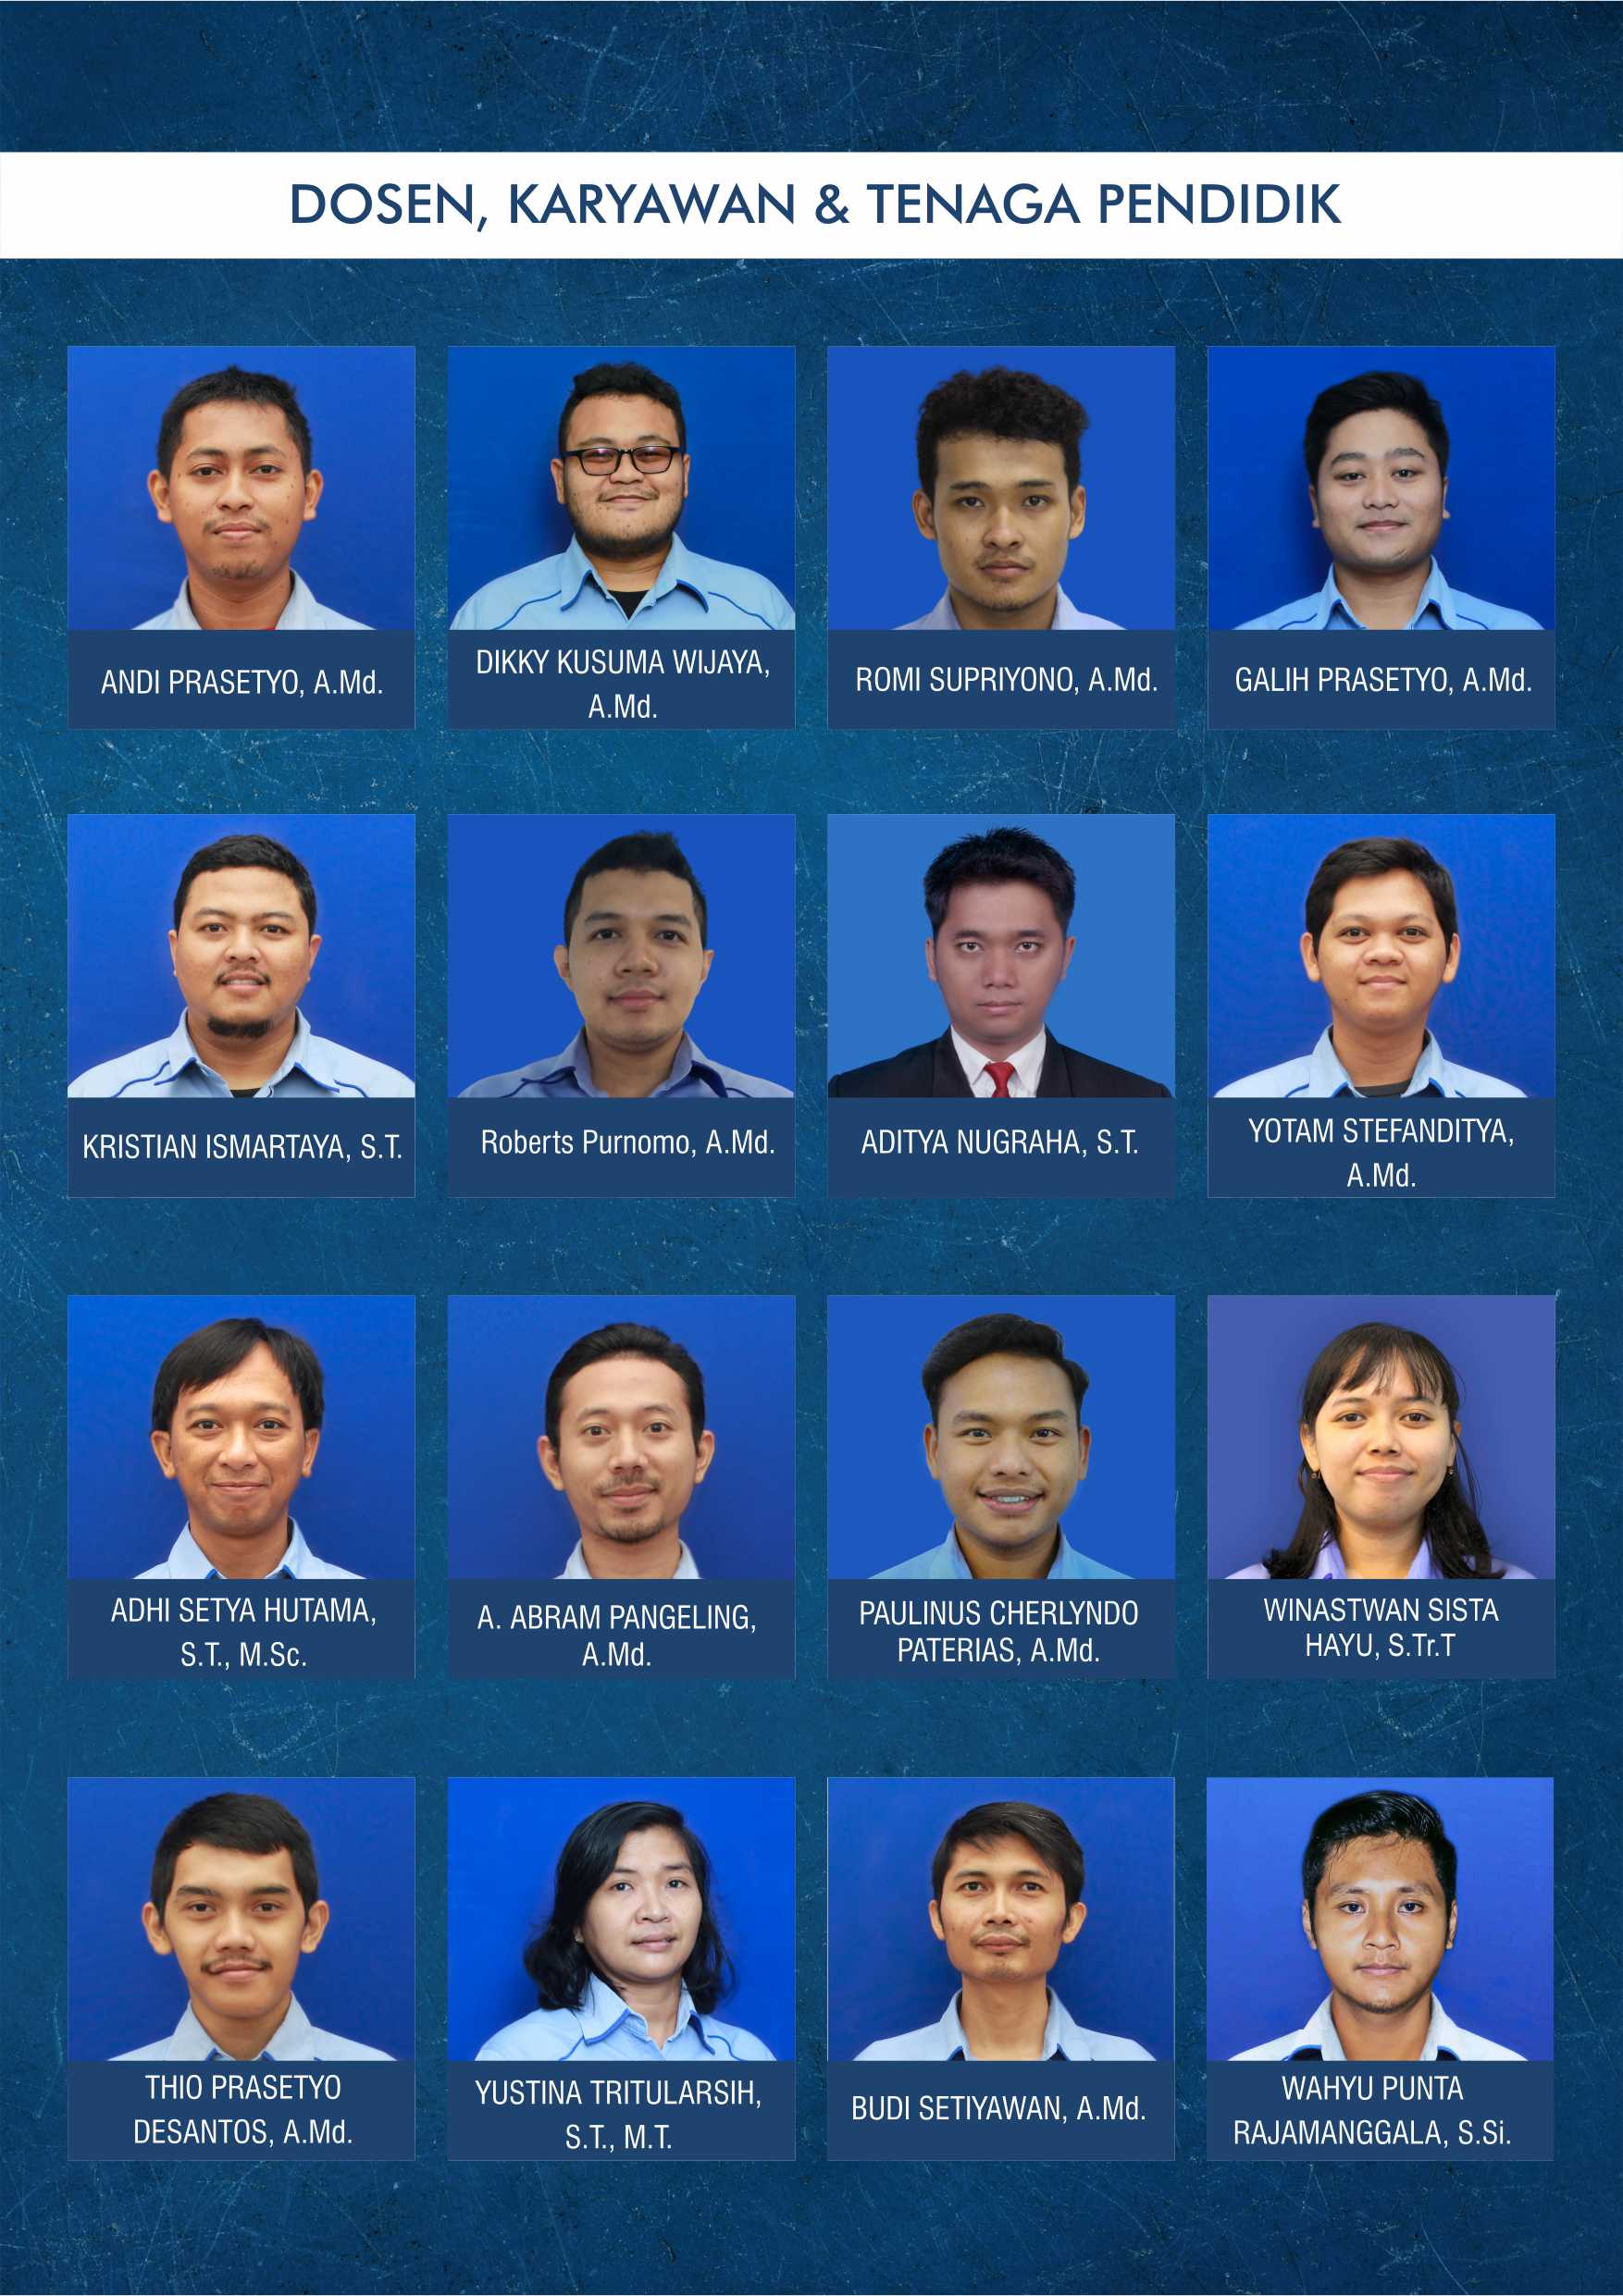 DOSEN, KARYAWAN & TENAGA PENDIDIK
ANDI PRASETYO, A.Md.
DIKKY KUSUMA WIJAYA,
A.Md.
ROMI SUPRIYONO, A.Md.
GALIH PRASETYO, A.Md.
KRISTIAN ISMARTAYA, S.T.
Roberts Purnomo, A.Md.
ADITYA NUGRAHA, S.T.
YOTAM STEFANDITYA,
A.Md.
ADHI SETYA HUTAMA,
S.T., M.Sc.
A. ABRAM PANGELING,
A.Md.
PAULINUS CHERLYNDO
PATERIAS, A.Md.
WINASTWAN SISTA
HAYU, S.Tr.T
THIO PRASETYO
DESANTOS, A.Md.
YUSTINA TRITULARSIH,
S.T., M.T.
BUDI SETIYAWAN, A.Md.
WAHYU PUNTA
RAJAMANGGALA, S.Si.